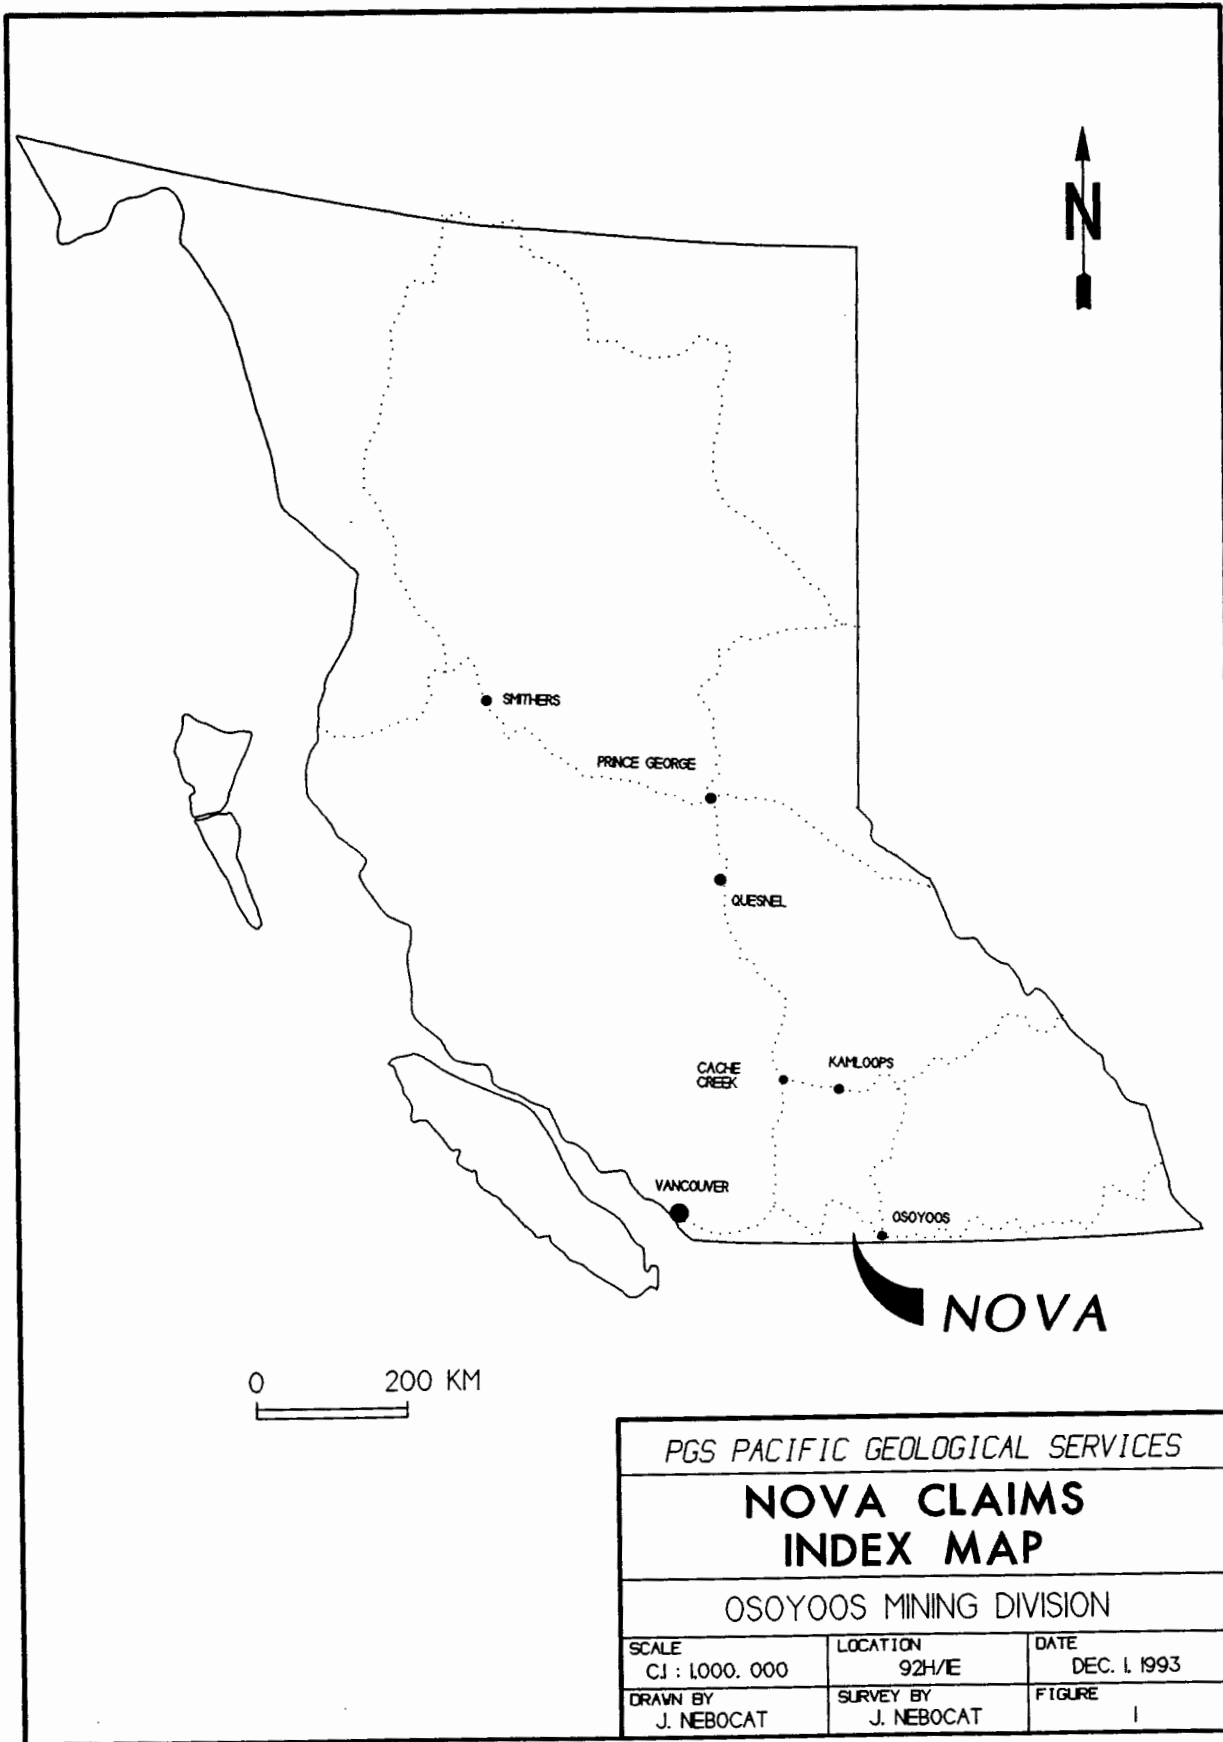 N
SMITHERS
PRINCE GEORGE
QUESNEL
CACHE
CREEK
KAMLOOPS
VANCOUVER
OSOYOOS
NOVA
0 200 KM
PGS PACIFIC GEOLOGICAL SERVICES
NOVA CLAIMS
INDEX MAP
OSOYOOS MINING DIVISION
SCALE LOCATION DATE
C.I : 1,000. 000 92H/1E DEC. 1, 1993
DRAWN BY SURVEY BY FIGURE
J. NEBOCAT J. NEBOCAT 1